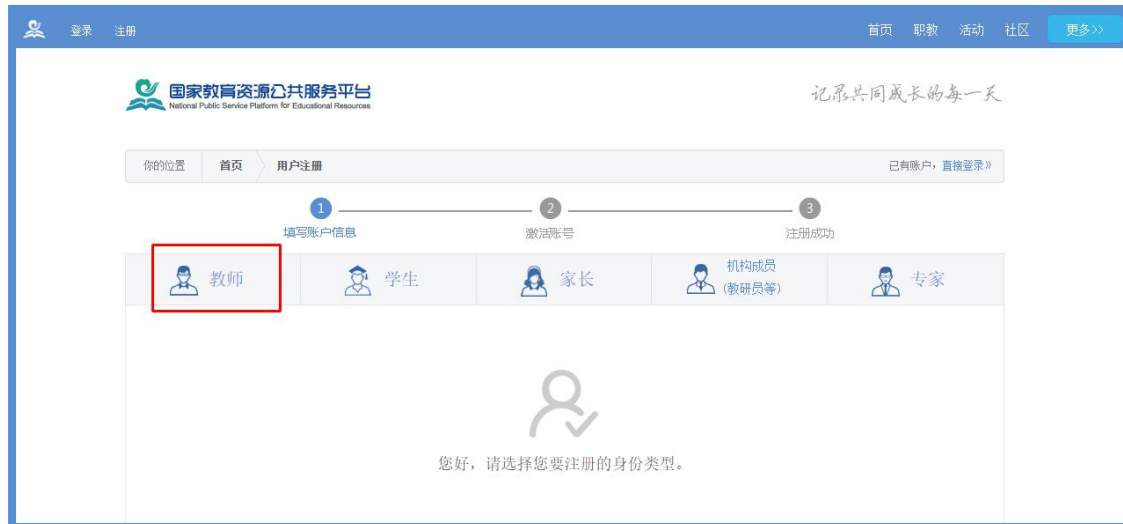 登录 注册 首页 职教 活动 社区 更多>>
国家教育资源公共服务平台 记录共同成长的每一天
National Public Service Platform for Educational Resources
你的位置 首页 用户注册 已有账户，直接登录》
1 2 3
填写账户信息 激活账号 注册成功
教师 学生 家长 机构成员 专家
(教研员等)
您好，请选择您要注册的身份类型。